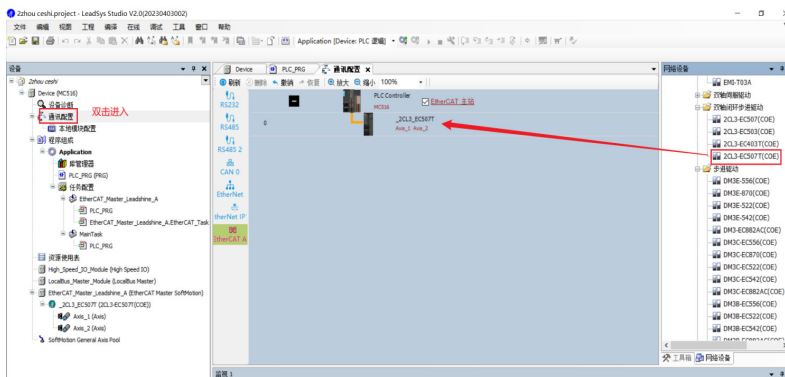 2zhou ceshi.project - LeadSys Studio V2.0(20230403002)
文件 编辑 视图 工程 编译 在线 调试 工具 窗口 帮助
Application [Device: PLC 逻辑]
设备
2zhou ceshi
Device (MC516)
设备诊断
通讯配置
双击进入
本地模块配置
程序组成
Application
库管理器
PLC_PRG (PRG)
任务配置
EtherCAT_Master_Leadshine_A
PLC_PRG
EtherCAT_Master_Leadshine_A.EtherCAT_Task
MainTask
PLC_PRG
资源使用表
High_Speed_IO_Module (High Speed IO)
LocalBus_Master_Module (LocalBus Master)
EtherCAT_Master_Leadshine_A (EtherCAT Master SoftMotion)
_2CL3_EC507T (2CL3-EC507T(COE))
Axis_1 (Axis)
Axis_2 (Axis)
SoftMotion General Axis Pool
Device PLC_PRG 通讯配置
刷新 删除 撤销 恢复 放大 缩小 100%
RS232
RS485
RS485 2
CAN 0
EtherNet
therNet IP
EtherCAT A
PLC Controller
MC516
EtherCAT 主站
0
_2CL3_EC507T
Axis_1 Axis_2
监视 1
网络设备
EM5-T03A
双轴伺服驱动
双轴闭环步进驱动
2CL3-EC507(COE)
2CL3-EC503(COE)
2CL3-EC403T(COE)
2CL3-EC507T(COE)
步进驱动
DM3E-556(COE)
DM3E-870(COE)
DM3E-522(COE)
DM3E-542(COE)
DM3-EC882AC(COE)
DM3C-EC556(COE)
DM3C-EC870(COE)
DM3C-EC522(COE)
DM3C-EC542(COE)
DM3C-EC882AC(COE)
DM3B-EC556(COE)
DM3B-EC522(COE)
DM3B-EC542(COE)
工具箱 网络设备